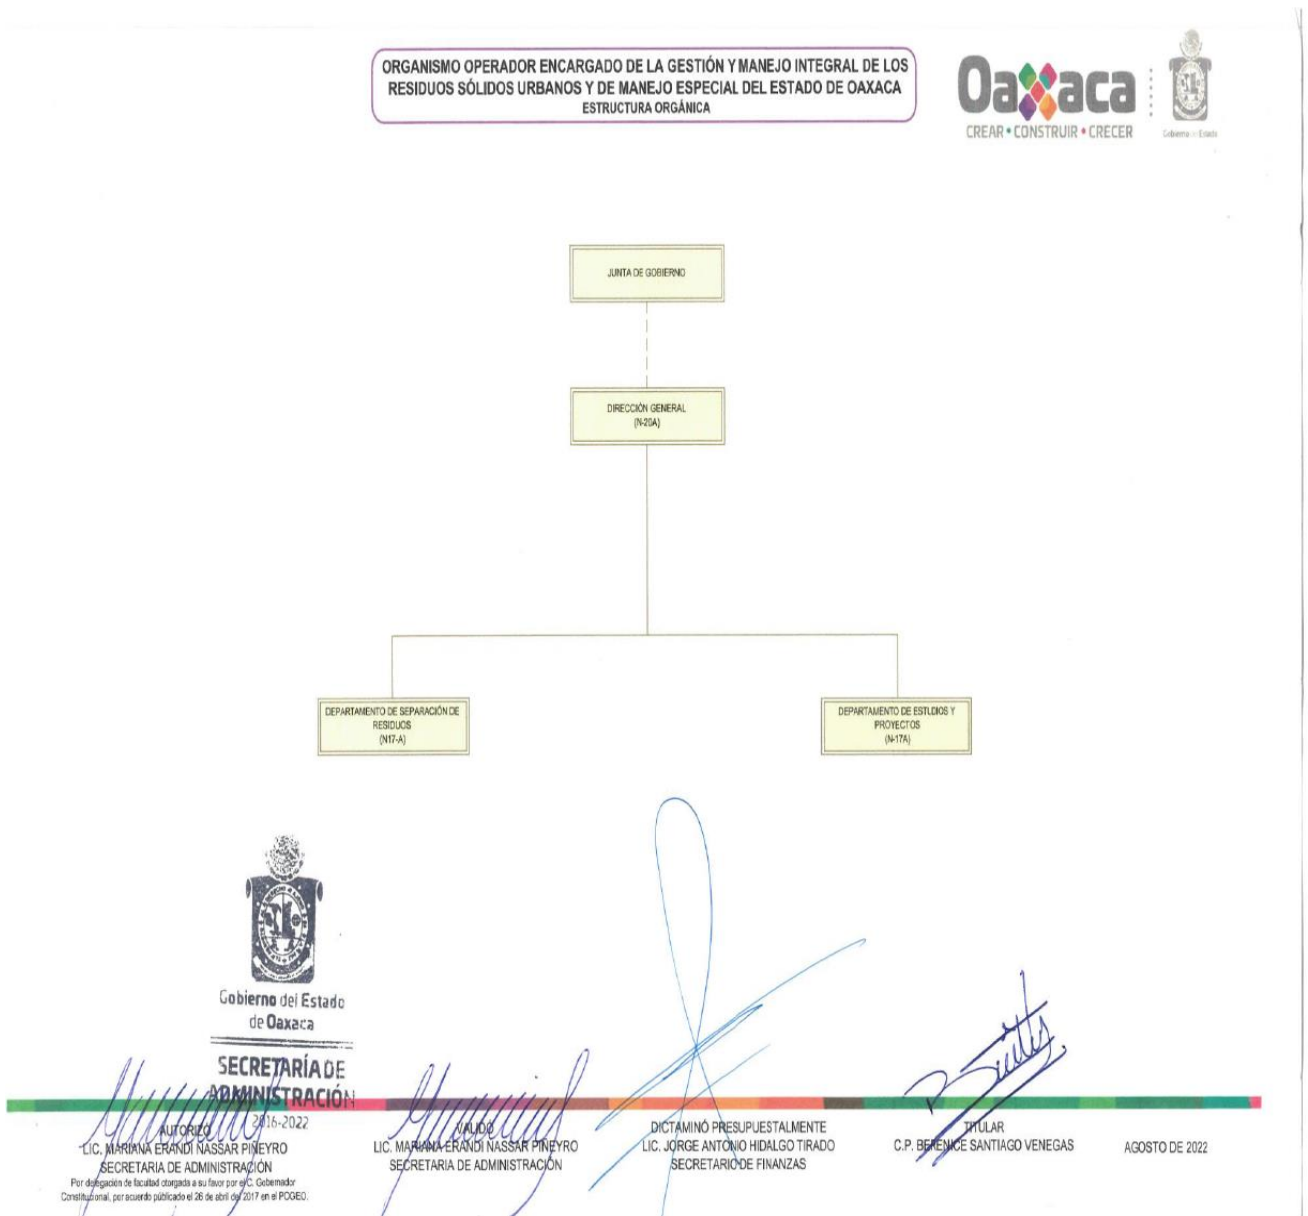 ORGANISMO OPERADOR ENCARGADO DE LA GESTIÓN Y MANEJO INTEGRAL DE LOS
RESIDUOS SÓLIDOS URBANOS Y DE MANEJO ESPECIAL DEL ESTADO DE OAXACA
ESTRUCTURA ORGÁNICA
Oaxaca
CREAR • CONSTRUIR • CRECER
Gobierno del Estado
JUNTA DE GOBIERNO
DIRECCIÓN GENERAL
(N-20A)
DEPARTAMENTO DE SEPARACIÓN DE
RESIDUOS
(N17-A)
DEPARTAMENTO DE ESTUDIOS Y
PROYECTOS
(N-17A)
Gobierno del Estado
de Oaxaca
SECRETARÍA DE
ADMINISTRACIÓN
2016-2022
AUTORIZÓ
LIC. MARIANA ERANDI NASSAR PIÑEYRO
SECRETARIA DE ADMINISTRACIÓN
Por delegación de facultad otorgada a su favor por el C. Gobernador
Constitucional, por acuerdo públicado el 26 de abril de 2017 en el POGEO.
VALIDÓ
LIC. MARIANA ERANDI NASSAR PIÑEYRO
SECRETARIA DE ADMINISTRACIÓN
DICTAMINÓ PRESUPUESTALMENTE
LIC. JORGE ANTONIO HIDALGO TIRADO
SECRETARIO DE FINANZAS
TITULAR
C.P. BERENICE SANTIAGO VENEGAS
AGOSTO DE 2022